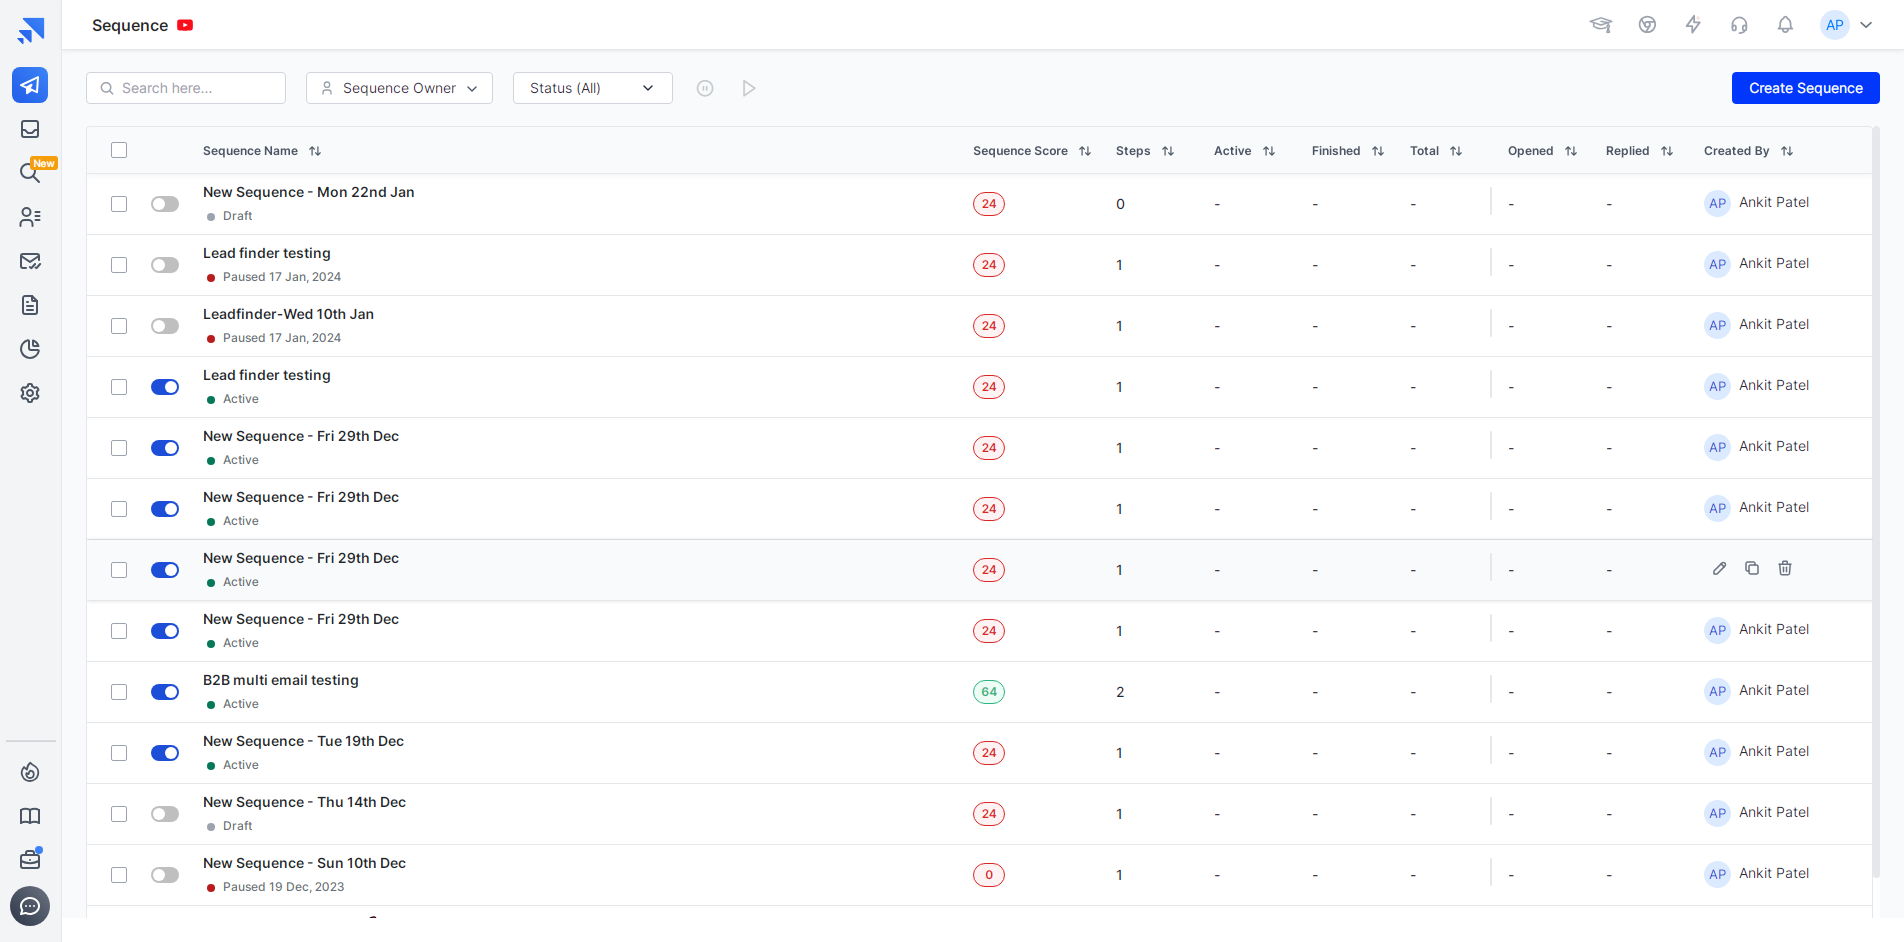 Sequence
AP
Search here...
Sequence Owner
Status (All)
Create Sequence
New
Sequence Name Sequence Score Steps Active Finished Total Opened Replied Created By
New Sequence - Mon 22nd Jan
Draft
24 0 - - - - - AP Ankit Patel
Lead finder testing
Paused 17 Jan, 2024
24 1 - - - - - AP Ankit Patel
Leadfinder-Wed 10th Jan
Paused 17 Jan, 2024
24 1 - - - - - AP Ankit Patel
Lead finder testing
Active
24 1 - - - - - AP Ankit Patel
New Sequence - Fri 29th Dec
Active
24 1 - - - - - AP Ankit Patel
New Sequence - Fri 29th Dec
Active
24 1 - - - - - AP Ankit Patel
New Sequence - Fri 29th Dec
Active
24 1 - - - - -
New Sequence - Fri 29th Dec
Active
24 1 - - - - - AP Ankit Patel
B2B multi email testing
Active
64 2 - - - - - AP Ankit Patel
New Sequence - Tue 19th Dec
Active
24 1 - - - - - AP Ankit Patel
New Sequence - Thu 14th Dec
Draft
24 1 - - - - - AP Ankit Patel
New Sequence - Sun 10th Dec
Paused 19 Dec, 2023
0 1 - - - - - AP Ankit Patel